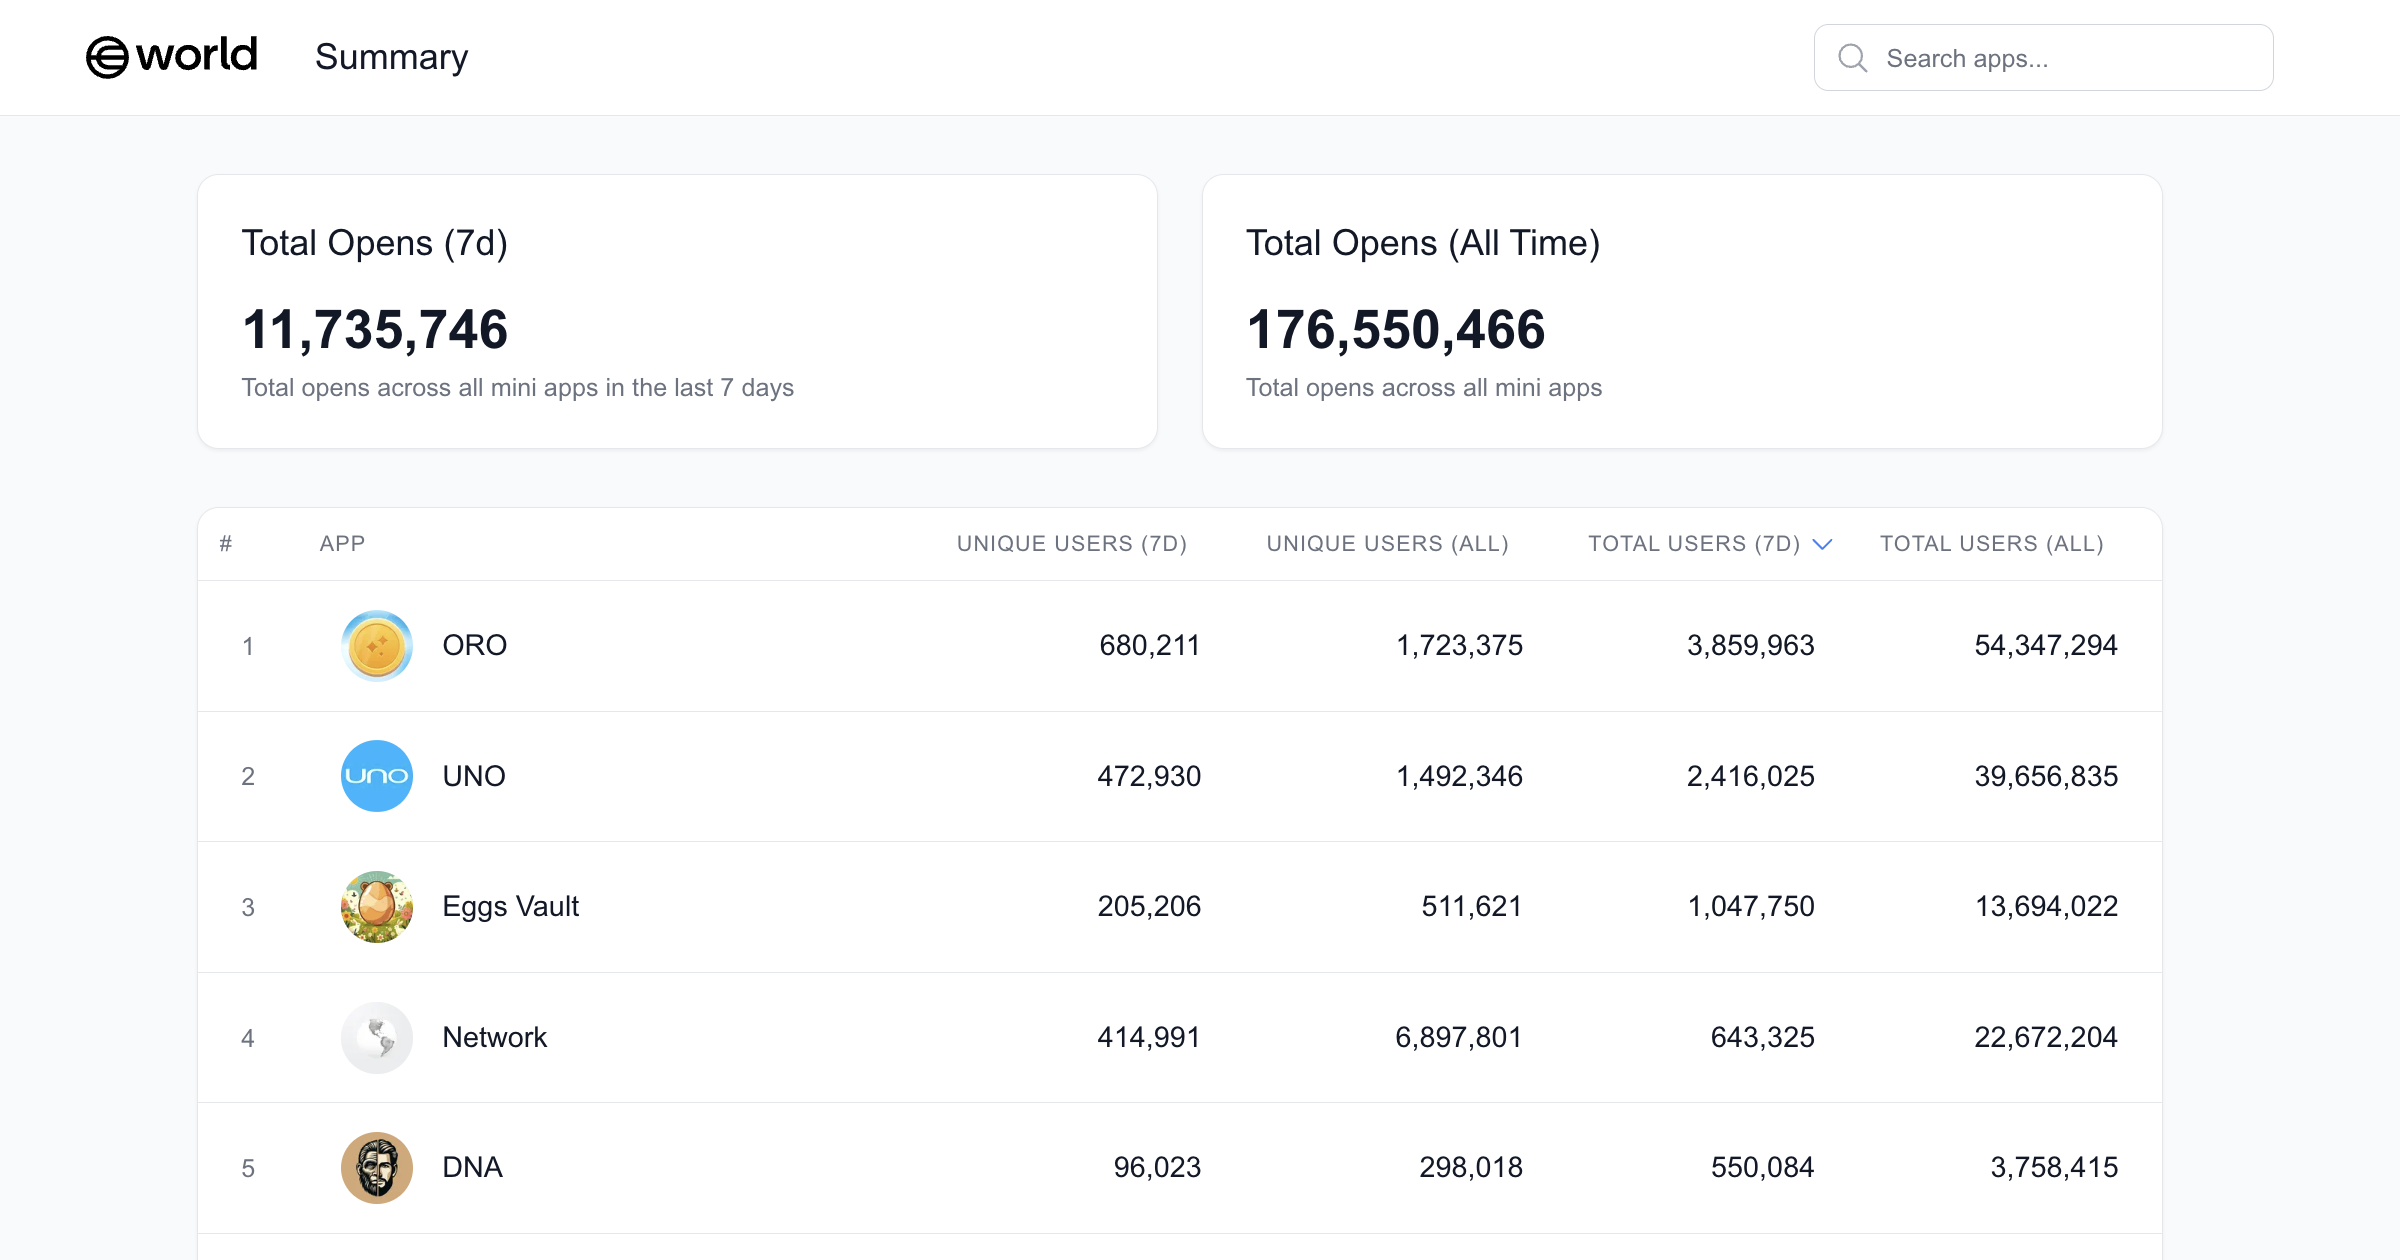 world Summary Search apps...
Total Opens (7d)
11,735,746
Total opens across all mini apps in the last 7 days
Total Opens (All Time)
176,550,466
Total opens across all mini apps
# APP UNIQUE USERS (7D) UNIQUE USERS (ALL) TOTAL USERS (7D) TOTAL USERS (ALL)
1 ORO 680,211 1,723,375 3,859,963 54,347,294
2 uno UNO 472,930 1,492,346 2,416,025 39,656,835
3 Eggs Vault 205,206 511,621 1,047,750 13,694,022
4 Network 414,991 6,897,801 643,325 22,672,204
5 DNA 96,023 298,018 550,084 3,758,415